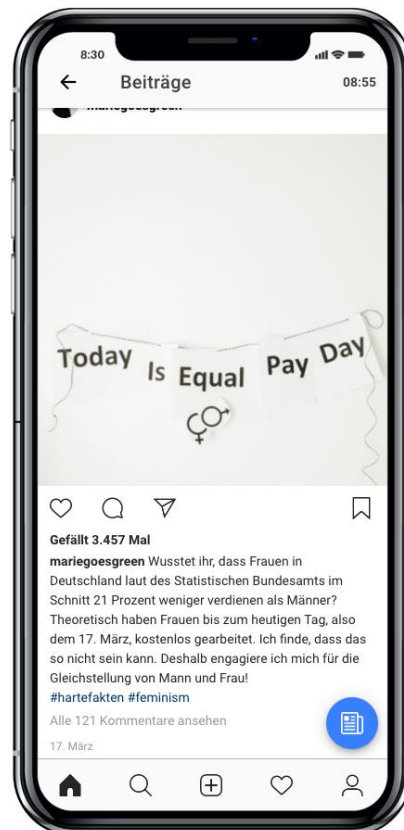 8:30
Beiträge
08:55
mariegoesgreen
Today Is Equal Pay Day
Gefällt 3.457 Mal
mariegoesgreen Wusstet ihr, dass Frauen in
Deutschland laut des Statistischen Bundesamts im
Schnitt 21 Prozent weniger verdienen als Männer?
Theoretisch haben Frauen bis zum heutigen Tag, also
dem 17. März, kostenlos gearbeitet. Ich finde, dass das
so nicht sein kann. Deshalb engagiere ich mich für die
Gleichstellung von Mann und Frau!
#hartefakten #feminism
Alle 121 Kommentare ansehen
17. März